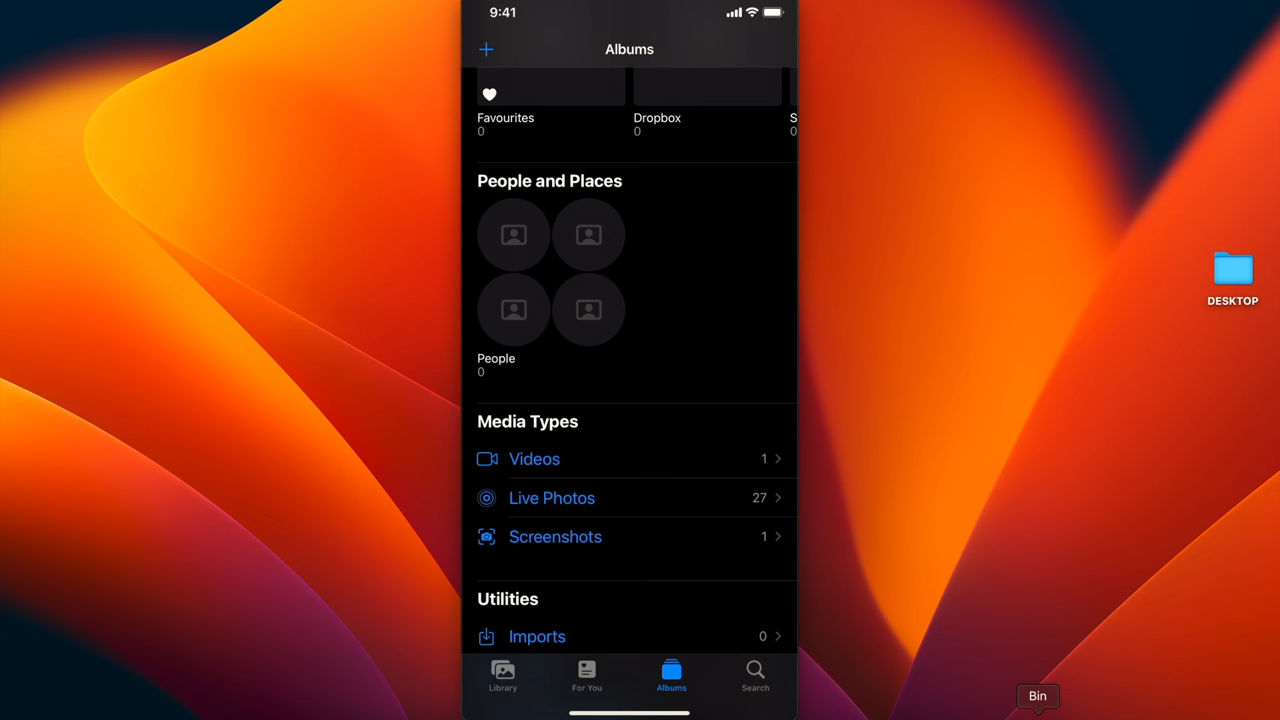 9:41
Albums
Favourites
0
Dropbox
0
S
0
People and Places
People
0
Media Types
Videos 1
Live Photos 27
Screenshots 1
Utilities
Imports 0
Library
For You
Albums
Search
DESKTOP
Bin